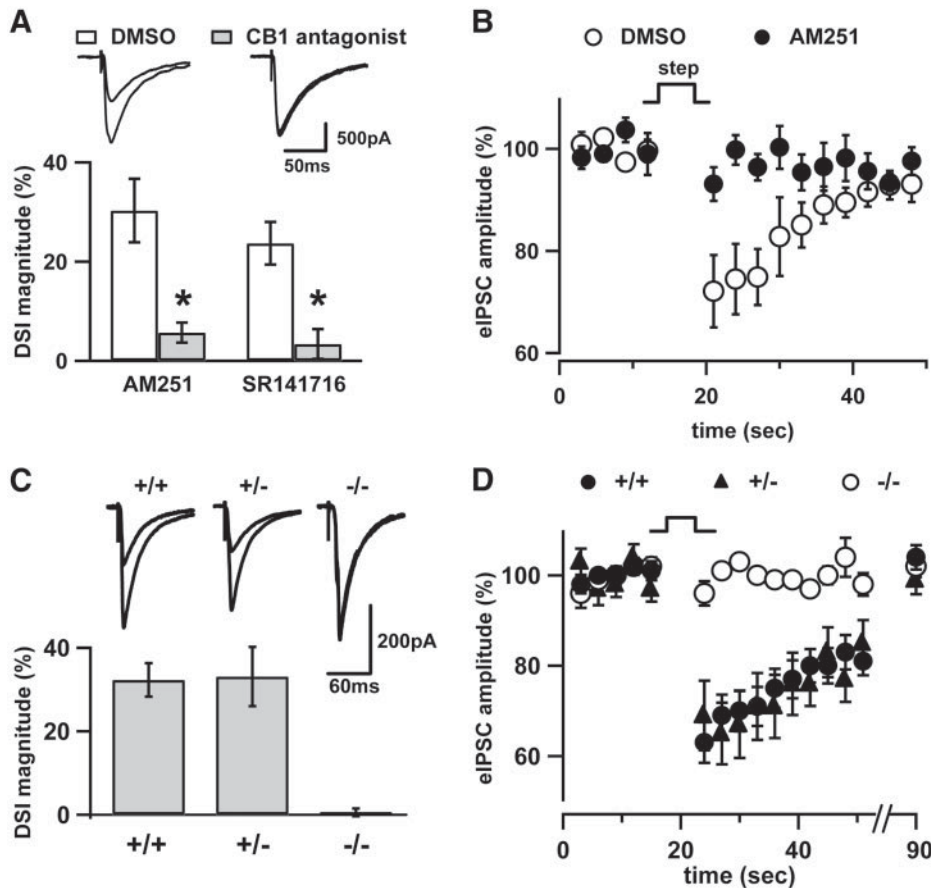 A
DMSO CB1 antagonist
500pA
50ms
DSI magnitude (%)
40
20
0
*
*
AM251 SR141716
B
DMSO AM251
step
eIPSC amplitude (%)
100
80
60
0 20 40
time (sec)
C
+/+ +/- -/-
200pA
60ms
DSI magnitude (%)
40
20
0
+/+ +/- -/-
D
+/+ +/- -/-
eIPSC amplitude (%)
100
80
60
0 20 40 90
time (sec)